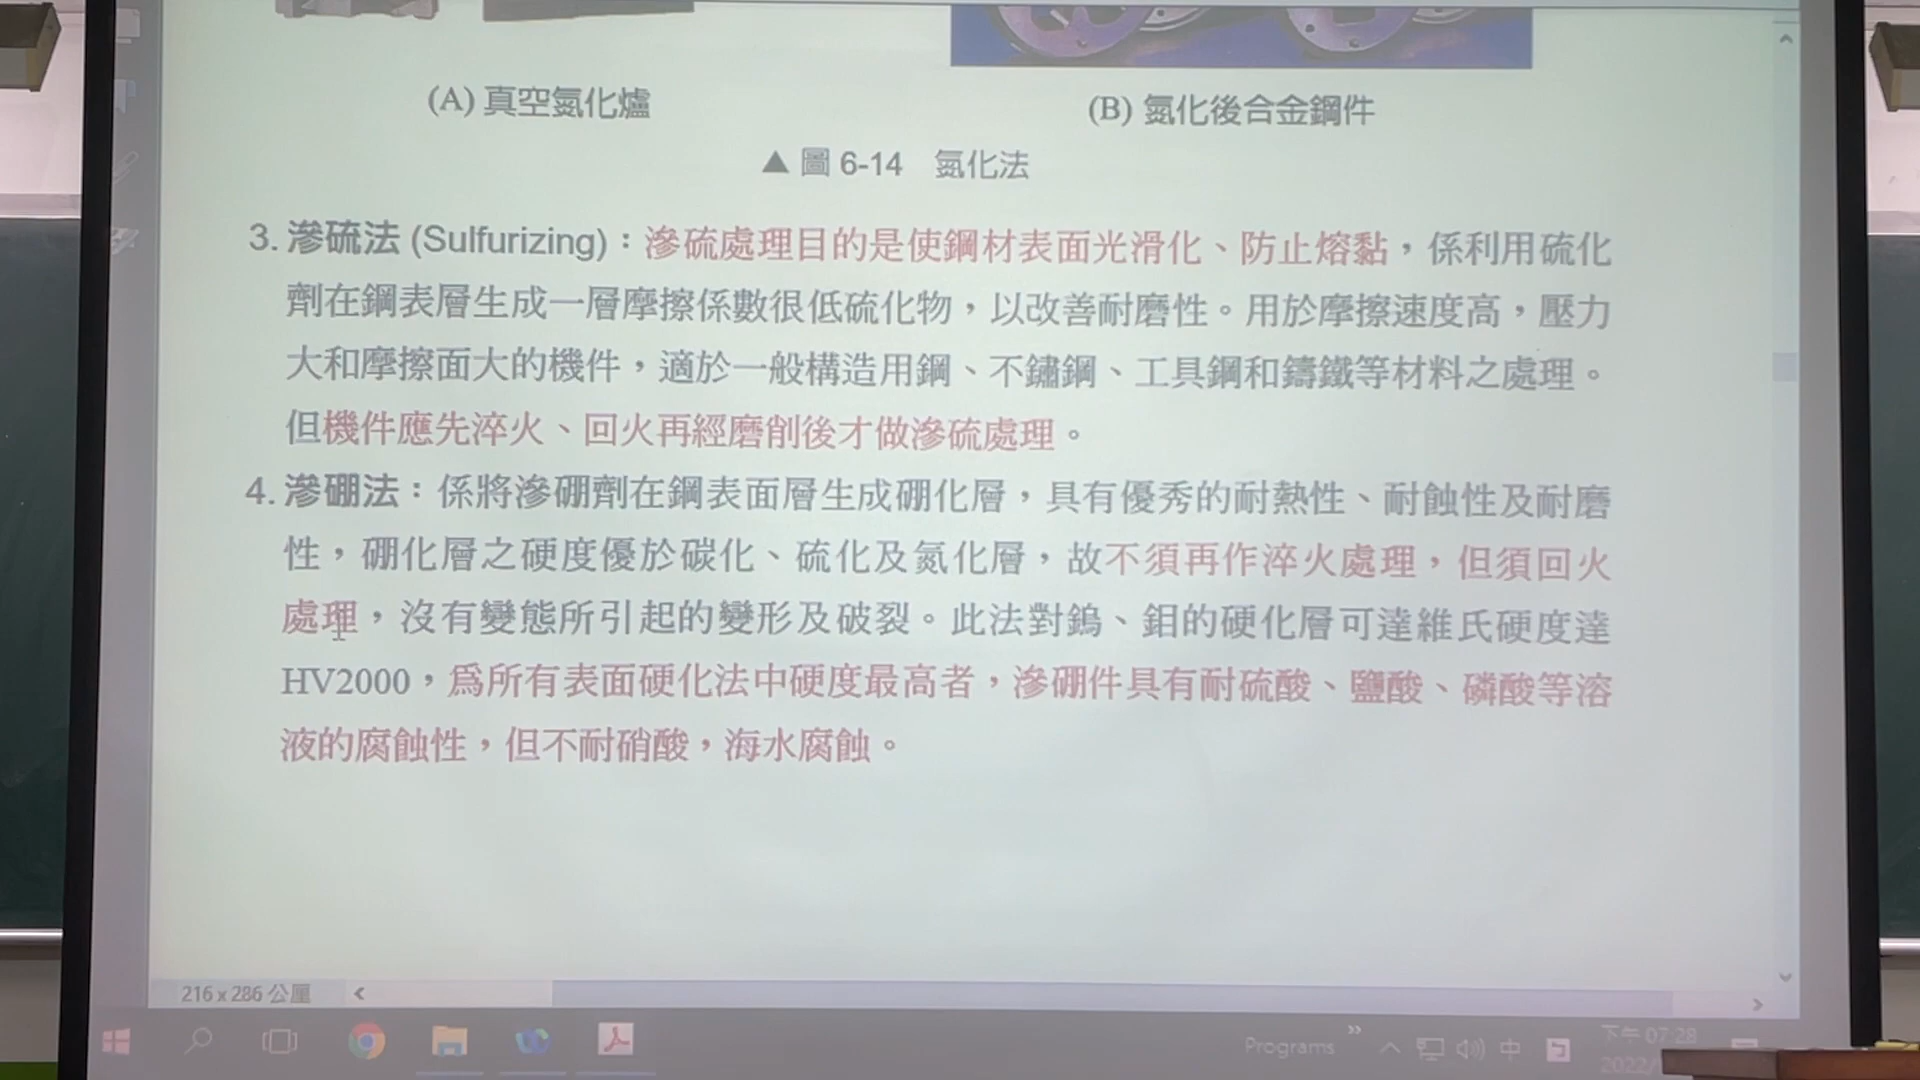 (A) 真空氮化爐
(B) 氮化後合金鋼件
▲ 圖 6-14 氮化法
3. 滲硫法 (Sulfurizing)：滲硫處理目的是使鋼材表面光滑化、防止熔黏，係利用硫化
劑在鋼表層生成一層摩擦係數很低硫化物，以改善耐磨性。用於摩擦速度高，壓力
大和摩擦面大的機件，適於一般構造用鋼、不鏽鋼、工具鋼和鑄鐵等材料之處理。
但機件應先淬火、回火再經磨削後才做滲硫處理。
4. 滲硼法：係將滲硼劑在鋼表面層生成硼化層，具有優秀的耐熱性、耐蝕性及耐磨
性，硼化層之硬度優於碳化、硫化及氮化層，故不須再作淬火處理，但須回火
處理，沒有變態所引起的變形及破裂。此法對鎢、鉬的硬化層可達維氏硬度達
HV2000，為所有表面硬化法中硬度最高者，滲硼件具有耐硫酸、鹽酸、磷酸等溶
液的腐蝕性，但不耐硝酸，海水腐蝕。
216 x 286 公厘
Programs
中
下午 07:28
2022/